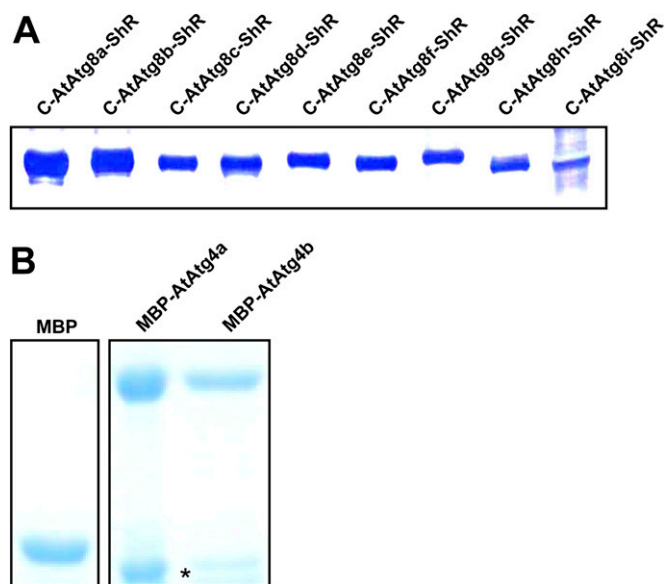 A
C-AtAtg8a-ShR
C-AtAtg8b-ShR
C-AtAtg8c-ShR
C-AtAtg8d-ShR
C-AtAtg8e-ShR
C-AtAtg8f-ShR
C-AtAtg8g-ShR
C-AtAtg8h-ShR
C-AtAtg8i-ShR
B
MBP
MBP-AtAtg4a
MBP-AtAtg4b
*